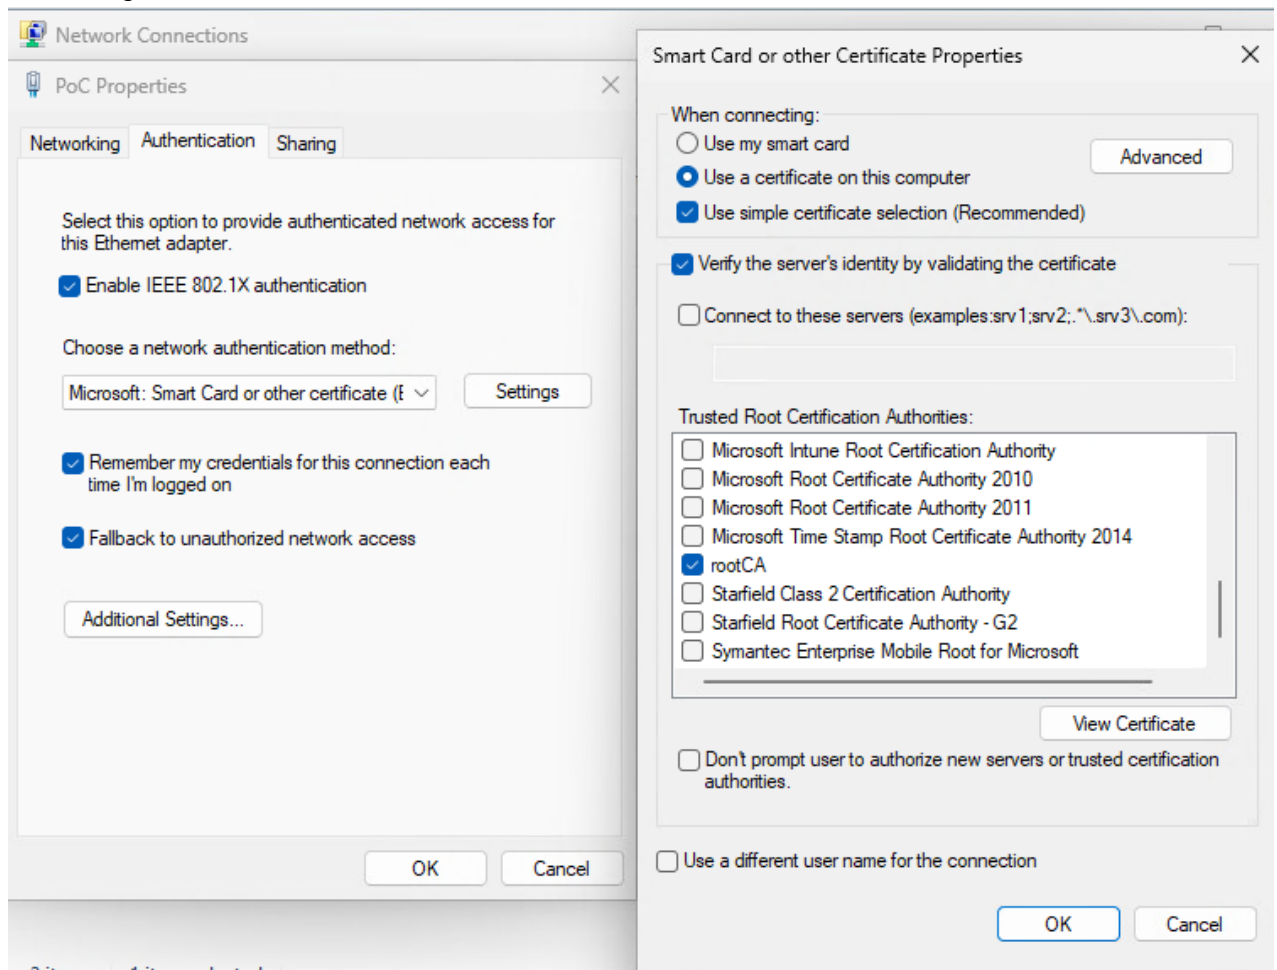 Network Connections
PoC Properties
Networking
Authentication
Sharing
Select this option to provide authenticated network access for
this Ethernet adapter.
Enable IEEE 802.1X authentication
Choose a network authentication method:
Microsoft: Smart Card or other certificate (E
Settings
Remember my credentials for this connection each
time I'm logged on
Fallback to unauthorized network access
Additional Settings...
OK
Cancel
Smart Card or other Certificate Properties
When connecting:
Use my smart card
Advanced
Use a certificate on this computer
Use simple certificate selection (Recommended)
Verify the server's identity by validating the certificate
Connect to these servers (examples:srv1;srv2;.*\.srv3\.com):
Trusted Root Certification Authorities:
Microsoft Intune Root Certification Authority
Microsoft Root Certificate Authority 2010
Microsoft Root Certificate Authority 2011
Microsoft Time Stamp Root Certificate Authority 2014
rootCA
Starfield Class 2 Certification Authority
Starfield Root Certificate Authority - G2
Symantec Enterprise Mobile Root for Microsoft
View Certificate
Don't prompt user to authorize new servers or trusted certification
authorities.
Use a different user name for the connection
OK
Cancel